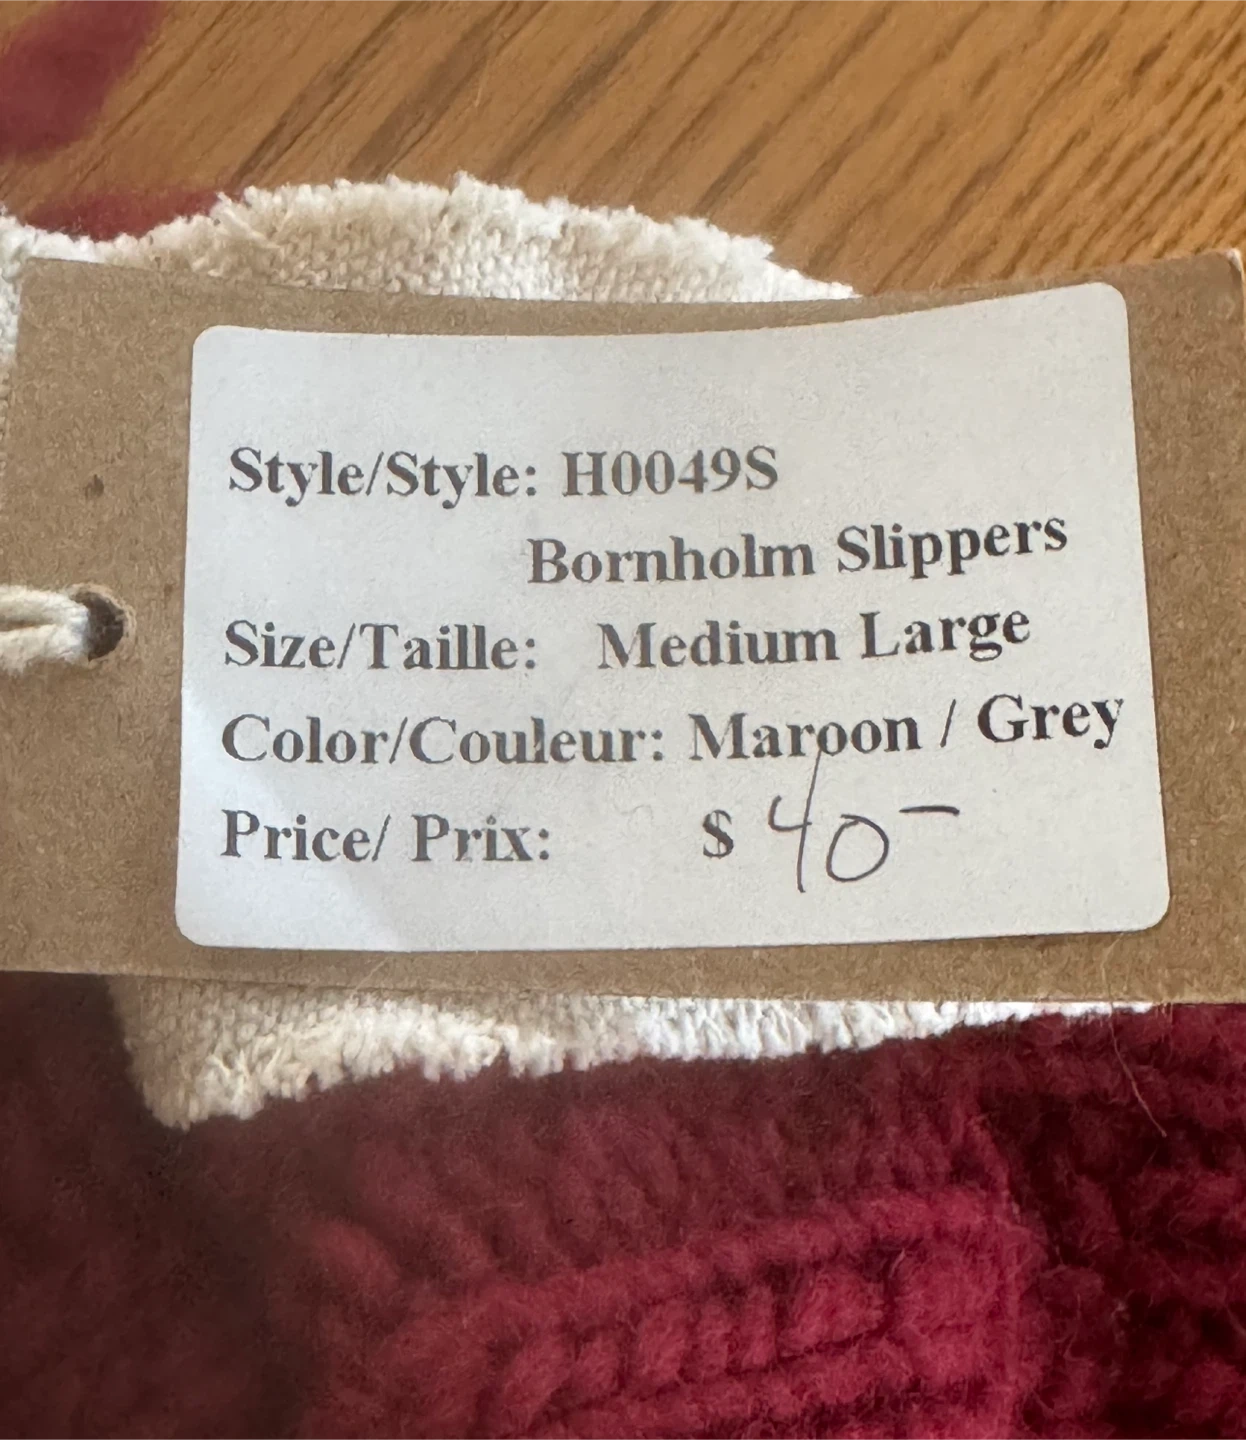 Style/Style: H0049S
Bornholm Slippers
Size/Taille: Medium Large
Color/Couleur: Maroon / Grey
Price/ Prix: $ 40-